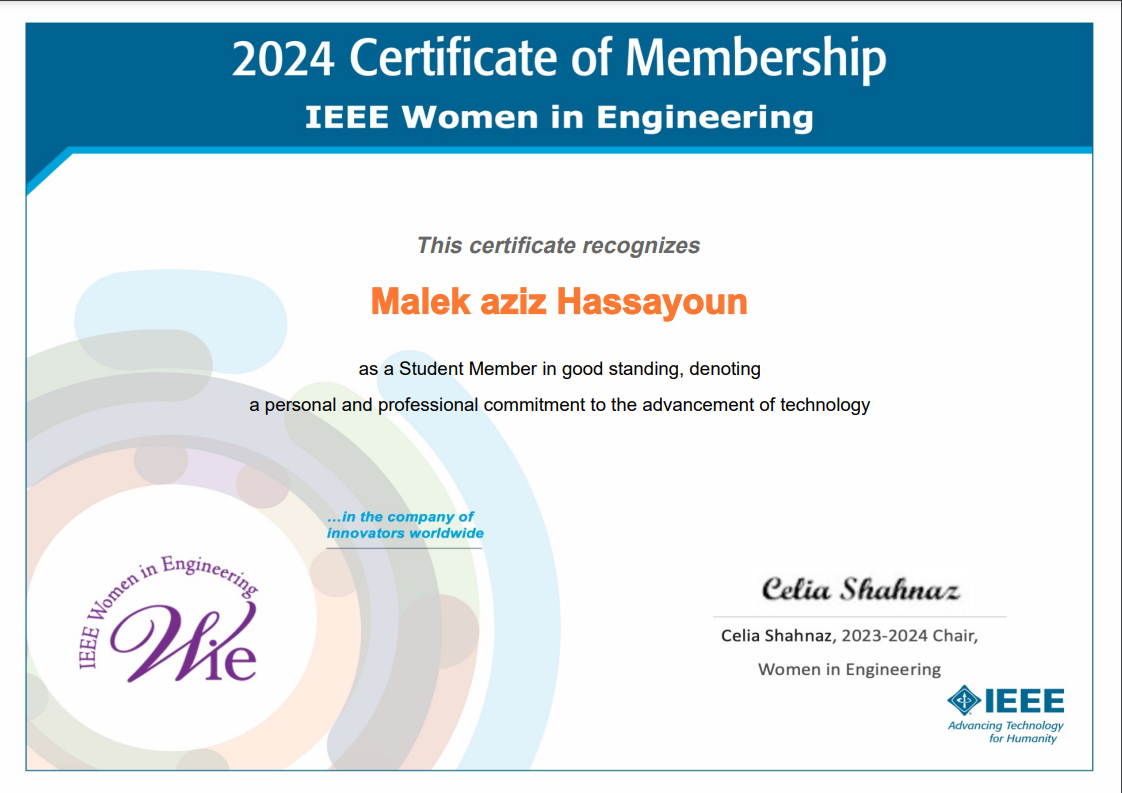 2024 Certificate of Membership
IEEE Women in Engineering
This certificate recognizes
Malek aziz Hassayoun
as a Student Member in good standing, denoting
a personal and professional commitment to the advancement of technology
...in the company of
innovators worldwide
IEEE Women in Engineering
Wie
Celia Shahnaz
Celia Shahnaz, 2023-2024 Chair,
Women in Engineering
IEEE
Advancing Technology
for Humanity